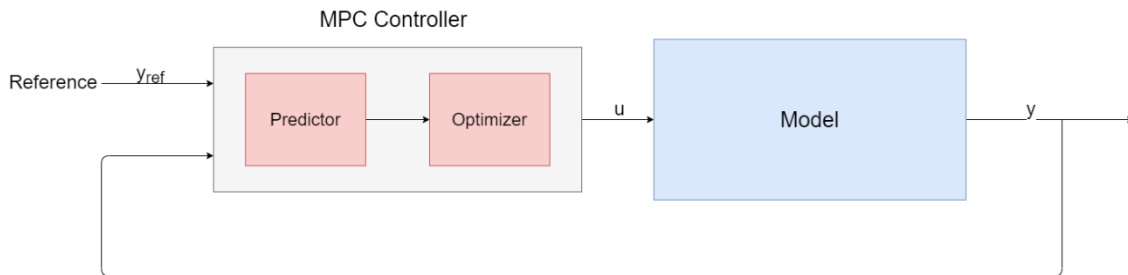 MPC Controller
Reference
yref
Predictor
Optimizer
u
Model
y